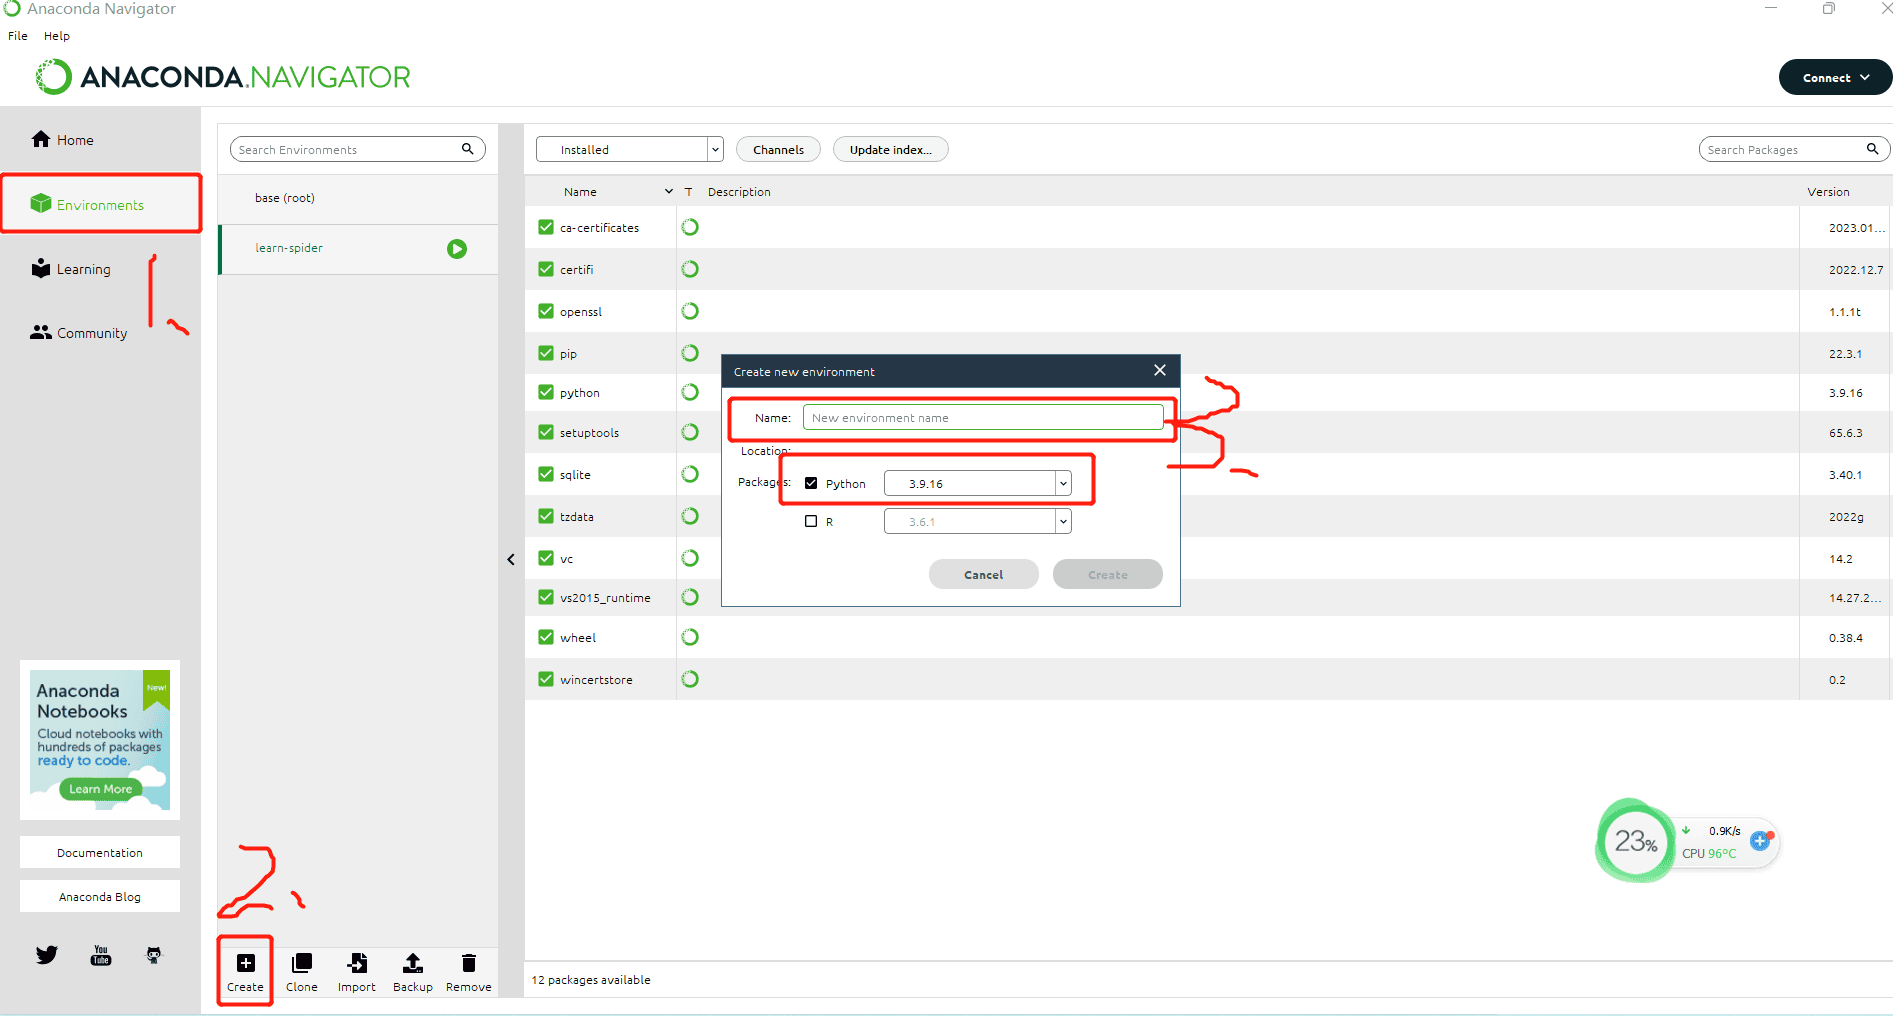 Anaconda Navigator
File Help
ANACONDA.NAVIGATOR
Connect
Home
Environments
Learning
Community
1、
Search Environments
base (root)
learn-spider
Installed
Channels
Update index...
Search Packages
Name T Description Version
ca-certificates 2023.01...
certifi 2022.12.7
openssl 1.1.1t
pip 22.3.1
python 3.9.16
setuptools 65.6.3
sqlite 3.40.1
tzdata 2022g
vc 14.2
vs2015_runtime 14.27.2...
wheel 0.38.4
wincertstore 0.2
Create new environment
Name: New environment name
Location:
Packages: Python 3.9.16
R 3.6.1
Cancel Create
3、
Anaconda
Notebooks
New!
Cloud notebooks with
hundreds of packages
ready to code.
Learn More
Documentation
Anaconda Blog
You
Tube
2、
Create Clone Import Backup Remove
12 packages available
23%
0.9K/s
CPU 96°C